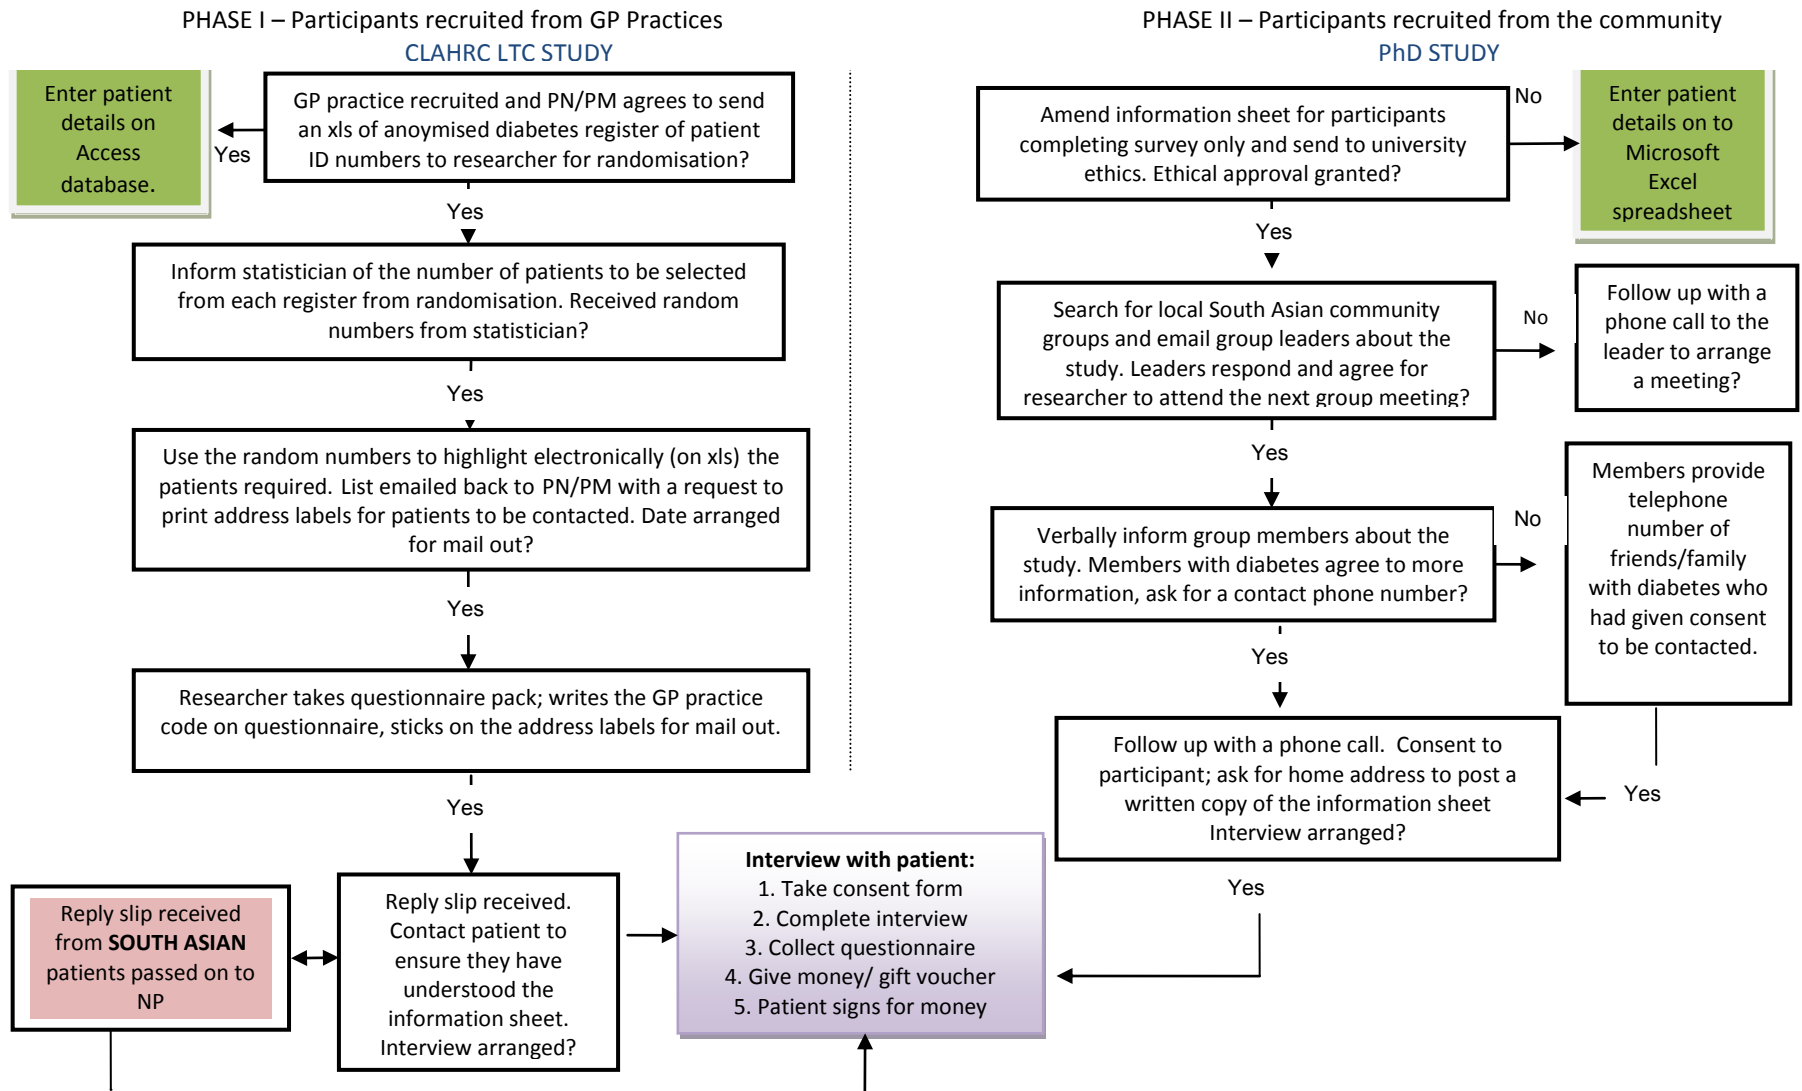 PHASE I – Participants recruited from GP Practices
CLAHRC LTC STUDY
Enter patient
details on
Access
database.
Yes
GP practice recruited and PN/PM agrees to send
an xls of anoymised diabetes register of patient
ID numbers to researcher for randomisation?
Yes
Inform statistician of the number of patients to be selected
from each register from randomisation. Received random
numbers from statistician?
Yes
Use the random numbers to highlight electronically (on xls) the
patients required. List emailed back to PN/PM with a request to
print address labels for patients to be contacted. Date arranged
for mail out?
Yes
Researcher takes questionnaire pack; writes the GP practice
code on questionnaire, sticks on the address labels for mail out.
Yes
Reply slip received.
Contact patient to
ensure they have
understood the
information sheet.
Interview arranged?
Reply slip received
from SOUTH ASIAN
patients passed on to
NP
PHASE II – Participants recruited from the community
PhD STUDY
Amend information sheet for participants
completing survey only and send to university
ethics. Ethical approval granted?
No
Enter patient
details on to
Microsoft
Excel
spreadsheet
Yes
Search for local South Asian community
groups and email group leaders about the
study. Leaders respond and agree for
researcher to attend the next group meeting?
No
Follow up with a
phone call to the
leader to arrange
a meeting?
Yes
Verbally inform group members about the
study. Members with diabetes agree to more
information, ask for a contact phone number?
No
Members provide
telephone
number of
friends/family
with diabetes who
had given consent
to be contacted.
Yes
Yes
Follow up with a phone call. Consent to
participant; ask for home address to post a
written copy of the information sheet
Interview arranged?
Yes
Interview with patient:
1. Take consent form
2. Complete interview
3. Collect questionnaire
4. Give money/ gift voucher
5. Patient signs for money